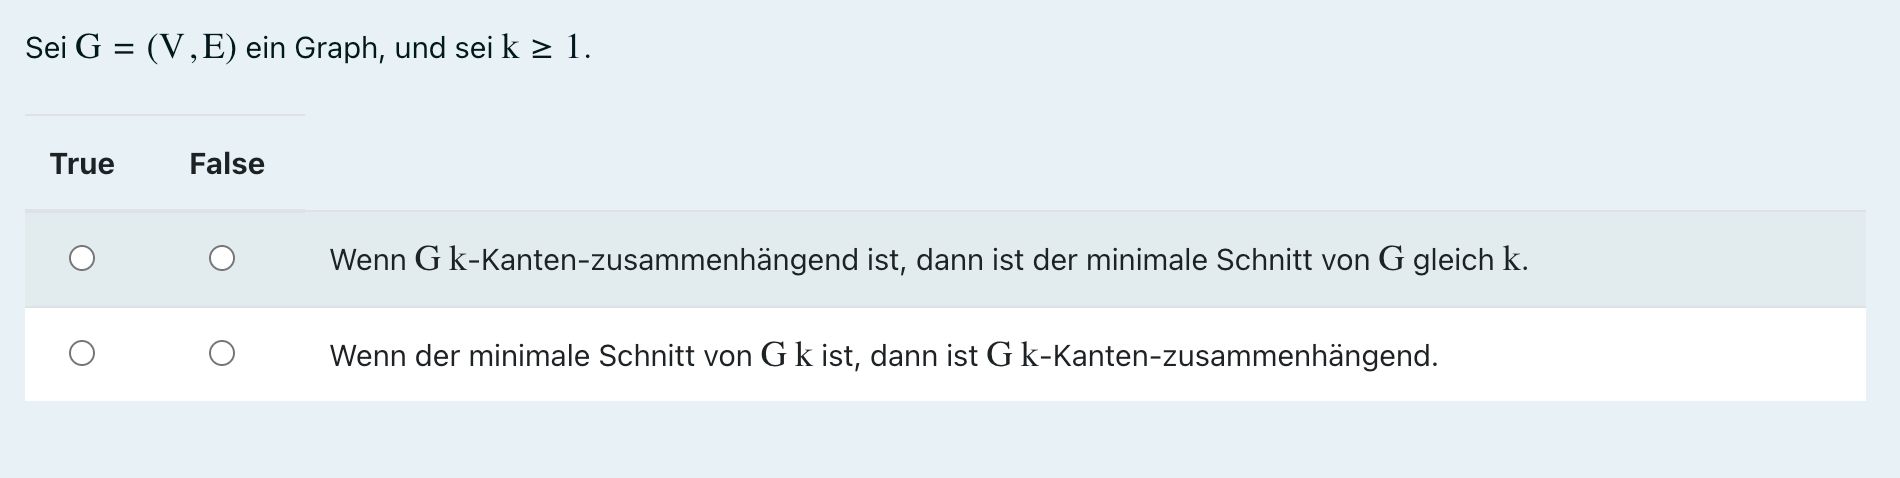 Sei G = (V, E) ein Graph, und sei k ≥ 1.
True False
Wenn G k-Kanten-zusammenhängend ist, dann ist der minimale Schnitt von G gleich k.
Wenn der minimale Schnitt von G k ist, dann ist G k-Kanten-zusammenhängend.